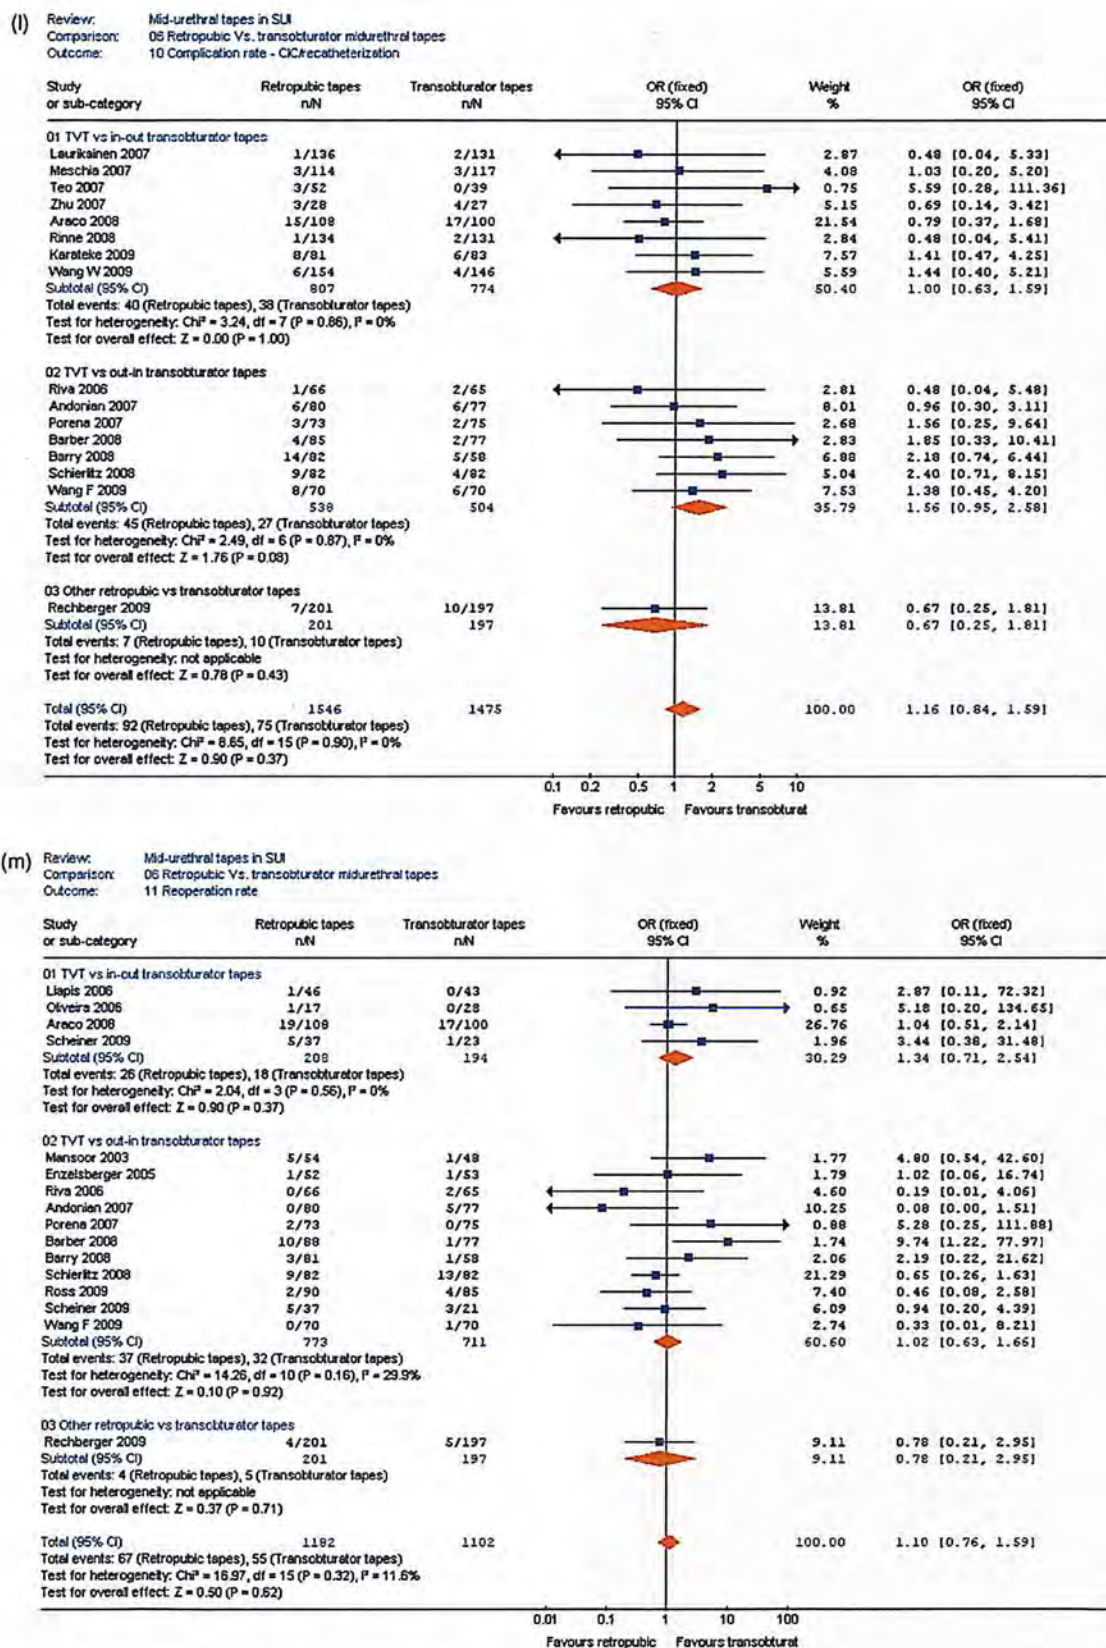 (l) Review: Mid-urethral tapes in SUI
Comparison: 06 Retropubic Vs. transobturator midurethral tapes
Outcome: 10 Complication rate - CIC/recatheterization
Study Retropubic tapes Transobturator tapes OR (fixed) Weight OR (fixed)
or sub-category n/N n/N 95% CI % 95% CI
01 TVT vs in-out transobturator tapes
Laurikainen 2007 1/136 2/131 2.87 0.48 [0.04, 5.33]
Meschia 2007 3/114 3/117 4.08 1.03 [0.20, 5.20]
Teo 2007 3/52 0/39 0.75 5.59 [0.28, 111.36]
Zhu 2007 3/28 4/27 5.15 0.69 [0.14, 3.42]
Araco 2008 15/108 17/100 21.54 0.79 [0.37, 1.68]
Rinne 2008 1/134 2/131 2.84 0.48 [0.04, 5.41]
Karateke 2009 8/81 6/83 7.57 1.41 [0.47, 4.25]
Wang W 2009 6/154 4/146 5.59 1.44 [0.40, 5.21]
Subtotal (95% CI) 807 774 50.40 1.00 [0.63, 1.59]
Total events: 40 (Retropubic tapes), 38 (Transobturator tapes)
Test for heterogeneity: Chi² = 3.24, df = 7 (P = 0.86), I² = 0%
Test for overall effect: Z = 0.00 (P = 1.00)
02 TVT vs out-in transobturator tapes
Riva 2006 1/66 2/65 2.81 0.48 [0.04, 5.48]
Andonian 2007 6/80 6/77 8.01 0.96 [0.30, 3.11]
Porena 2007 3/73 2/75 2.68 1.56 [0.25, 9.64]
Barber 2008 4/85 2/77 2.83 1.85 [0.33, 10.41]
Barry 2008 14/82 5/58 6.88 2.18 [0.74, 6.44]
Schierlitz 2008 9/82 4/82 5.04 2.40 [0.71, 8.15]
Wang F 2009 8/70 6/70 7.53 1.38 [0.45, 4.20]
Subtotal (95% CI) 538 504 35.79 1.56 [0.95, 2.58]
Total events: 45 (Retropubic tapes), 27 (Transobturator tapes)
Test for heterogeneity: Chi² = 2.49, df = 6 (P = 0.87), I² = 0%
Test for overall effect: Z = 1.76 (P = 0.08)
03 Other retropubic vs transobturator tapes
Rechberger 2009 7/201 10/197 13.81 0.67 [0.25, 1.81]
Subtotal (95% CI) 201 197 13.81 0.67 [0.25, 1.81]
Total events: 7 (Retropubic tapes), 10 (Transobturator tapes)
Test for heterogeneity: not applicable
Test for overall effect: Z = 0.78 (P = 0.43)
Total (95% CI) 1546 1475 100.00 1.16 [0.84, 1.59]
Total events: 92 (Retropubic tapes), 75 (Transobturator tapes)
Test for heterogeneity: Chi² = 8.65, df = 15 (P = 0.90), I² = 0%
Test for overall effect: Z = 0.90 (P = 0.37)
0.1 0.2 0.5 1 2 5 10
Favours retropubic Favours transobturat
(m) Review: Mid-urethral tapes in SUI
Comparison: 06 Retropubic Vs. transobturator midurethral tapes
Outcome: 11 Reoperation rate
Study Retropubic tapes Transobturator tapes OR (fixed) Weight OR (fixed)
or sub-category n/N n/N 95% CI % 95% CI
01 TVT vs in-out transobturator tapes
Llapis 2006 1/46 0/43 0.92 2.87 [0.11, 72.32]
Oliveira 2006 1/17 0/28 0.65 5.18 [0.20, 134.65]
Araco 2008 19/108 17/100 26.76 1.04 [0.51, 2.14]
Scheiner 2009 5/37 1/23 1.96 3.44 [0.38, 31.48]
Subtotal (95% CI) 208 194 30.29 1.34 [0.71, 2.54]
Total events: 26 (Retropubic tapes), 18 (Transobturator tapes)
Test for heterogeneity: Chi² = 2.04, df = 3 (P = 0.56), I² = 0%
Test for overall effect: Z = 0.90 (P = 0.37)
02 TVT vs out-in transobturator tapes
Mansoor 2003 5/54 1/48 1.77 4.80 [0.54, 42.60]
Enzelsberger 2005 1/52 1/53 1.79 1.02 [0.06, 16.74]
Riva 2006 0/66 2/65 4.60 0.19 [0.01, 4.06]
Andonian 2007 0/80 5/77 10.25 0.08 [0.00, 1.51]
Porena 2007 2/73 0/75 0.88 5.28 [0.25, 111.88]
Barber 2008 10/88 1/77 1.74 9.74 [1.22, 77.97]
Barry 2008 3/81 1/58 2.06 2.19 [0.22, 21.62]
Schierlitz 2008 9/82 13/82 21.29 0.65 [0.26, 1.63]
Ross 2009 2/90 4/85 7.40 0.46 [0.08, 2.58]
Scheiner 2009 5/37 3/21 6.09 0.94 [0.20, 4.39]
Wang F 2009 0/70 1/70 2.74 0.33 [0.01, 8.21]
Subtotal (95% CI) 773 711 60.60 1.02 [0.63, 1.66]
Total events: 37 (Retropubic tapes), 32 (Transobturator tapes)
Test for heterogeneity: Chi² = 14.26, df = 10 (P = 0.16), I² = 29.9%
Test for overall effect: Z = 0.10 (P = 0.92)
03 Other retropubic vs transobturator tapes
Rechberger 2009 4/201 5/197 9.11 0.78 [0.21, 2.95]
Subtotal (95% CI) 201 197 9.11 0.78 [0.21, 2.95]
Total events: 4 (Retropubic tapes), 5 (Transobturator tapes)
Test for heterogeneity: not applicable
Test for overall effect: Z = 0.37 (P = 0.71)
Total (95% CI) 1182 1102 100.00 1.10 [0.76, 1.59]
Total events: 67 (Retropubic tapes), 55 (Transobturator tapes)
Test for heterogeneity: Chi² = 16.97, df = 15 (P = 0.32), I² = 11.6%
Test for overall effect: Z = 0.50 (P = 0.62)
0.01 0.1 1 10 100
Favours retropubic Favours transobturat